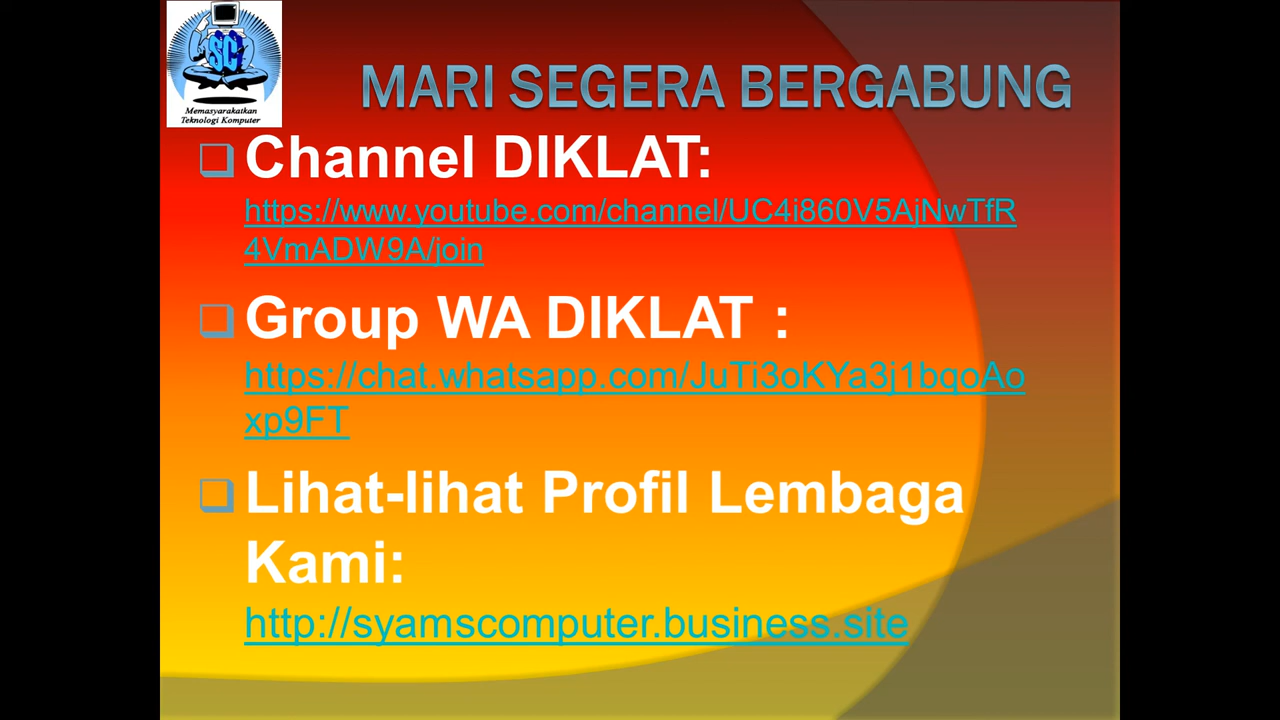 SC
Memasyarakatkan
Teknologi Komputer
MARI SEGERA BERGABUNG
Channel DIKLAT:
https://www.youtube.com/channel/UC4i860V5AjNwTfR
4VmADW9A/join
Group WA DIKLAT :
https://chat.whatsapp.com/JuTi3oKYa3j1bqoAo
xp9FT
Lihat-lihat Profil Lembaga
Kami:
http://syamscomputer.business.site